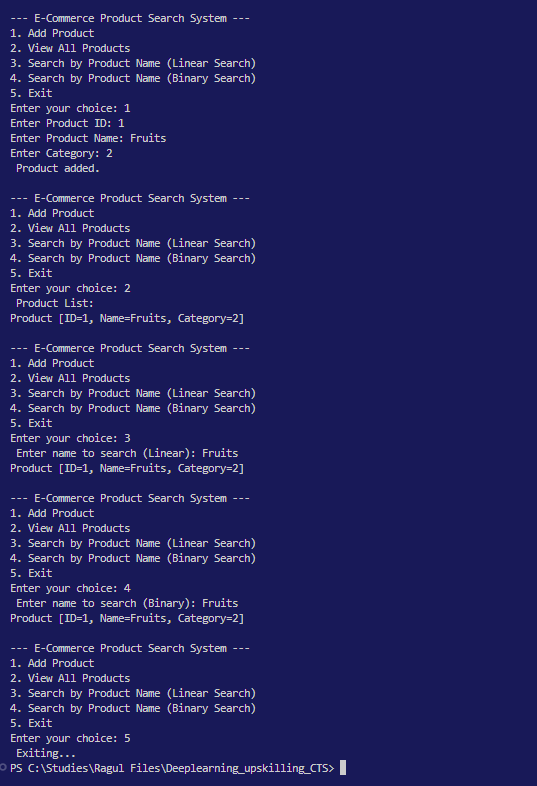 --- E-Commerce Product Search System ---
1. Add Product
2. View All Products
3. Search by Product Name (Linear Search)
4. Search by Product Name (Binary Search)
5. Exit
Enter your choice: 1
Enter Product ID: 1
Enter Product Name: Fruits
Enter Category: 2
Product added.

--- E-Commerce Product Search System ---
1. Add Product
2. View All Products
3. Search by Product Name (Linear Search)
4. Search by Product Name (Binary Search)
5. Exit
Enter your choice: 2
Product List:
Product [ID=1, Name=Fruits, Category=2]

--- E-Commerce Product Search System ---
1. Add Product
2. View All Products
3. Search by Product Name (Linear Search)
4. Search by Product Name (Binary Search)
5. Exit
Enter your choice: 3
Enter name to search (Linear): Fruits
Product [ID=1, Name=Fruits, Category=2]

--- E-Commerce Product Search System ---
1. Add Product
2. View All Products
3. Search by Product Name (Linear Search)
4. Search by Product Name (Binary Search)
5. Exit
Enter your choice: 4
Enter name to search (Binary): Fruits
Product [ID=1, Name=Fruits, Category=2]

--- E-Commerce Product Search System ---
1. Add Product
2. View All Products
3. Search by Product Name (Linear Search)
4. Search by Product Name (Binary Search)
5. Exit
Enter your choice: 5
Exiting...
PS C:\Studies\Ragul Files\Deeplearning_upskilling_CTS>